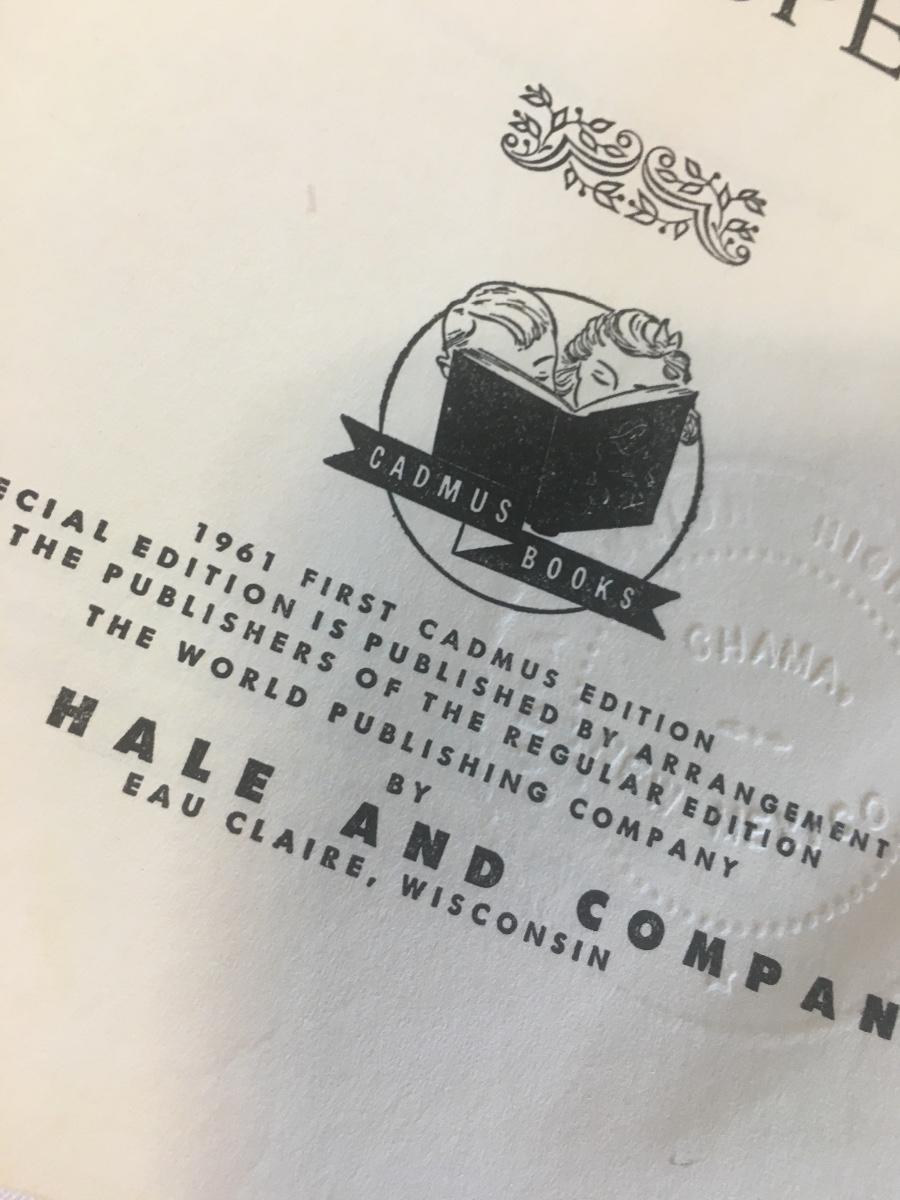 CADMUS
BOOKS
1961 FIRST CADMUS EDITION
ECIAL EDITION IS PUBLISHED BY ARRANGEMENT
THE PUBLISHERS OF THE REGULAR EDITION
THE WORLD PUBLISHING COMPANY
BY
HALE AND COMPAN
EAU CLAIRE, WISCONSIN
CHAMA,